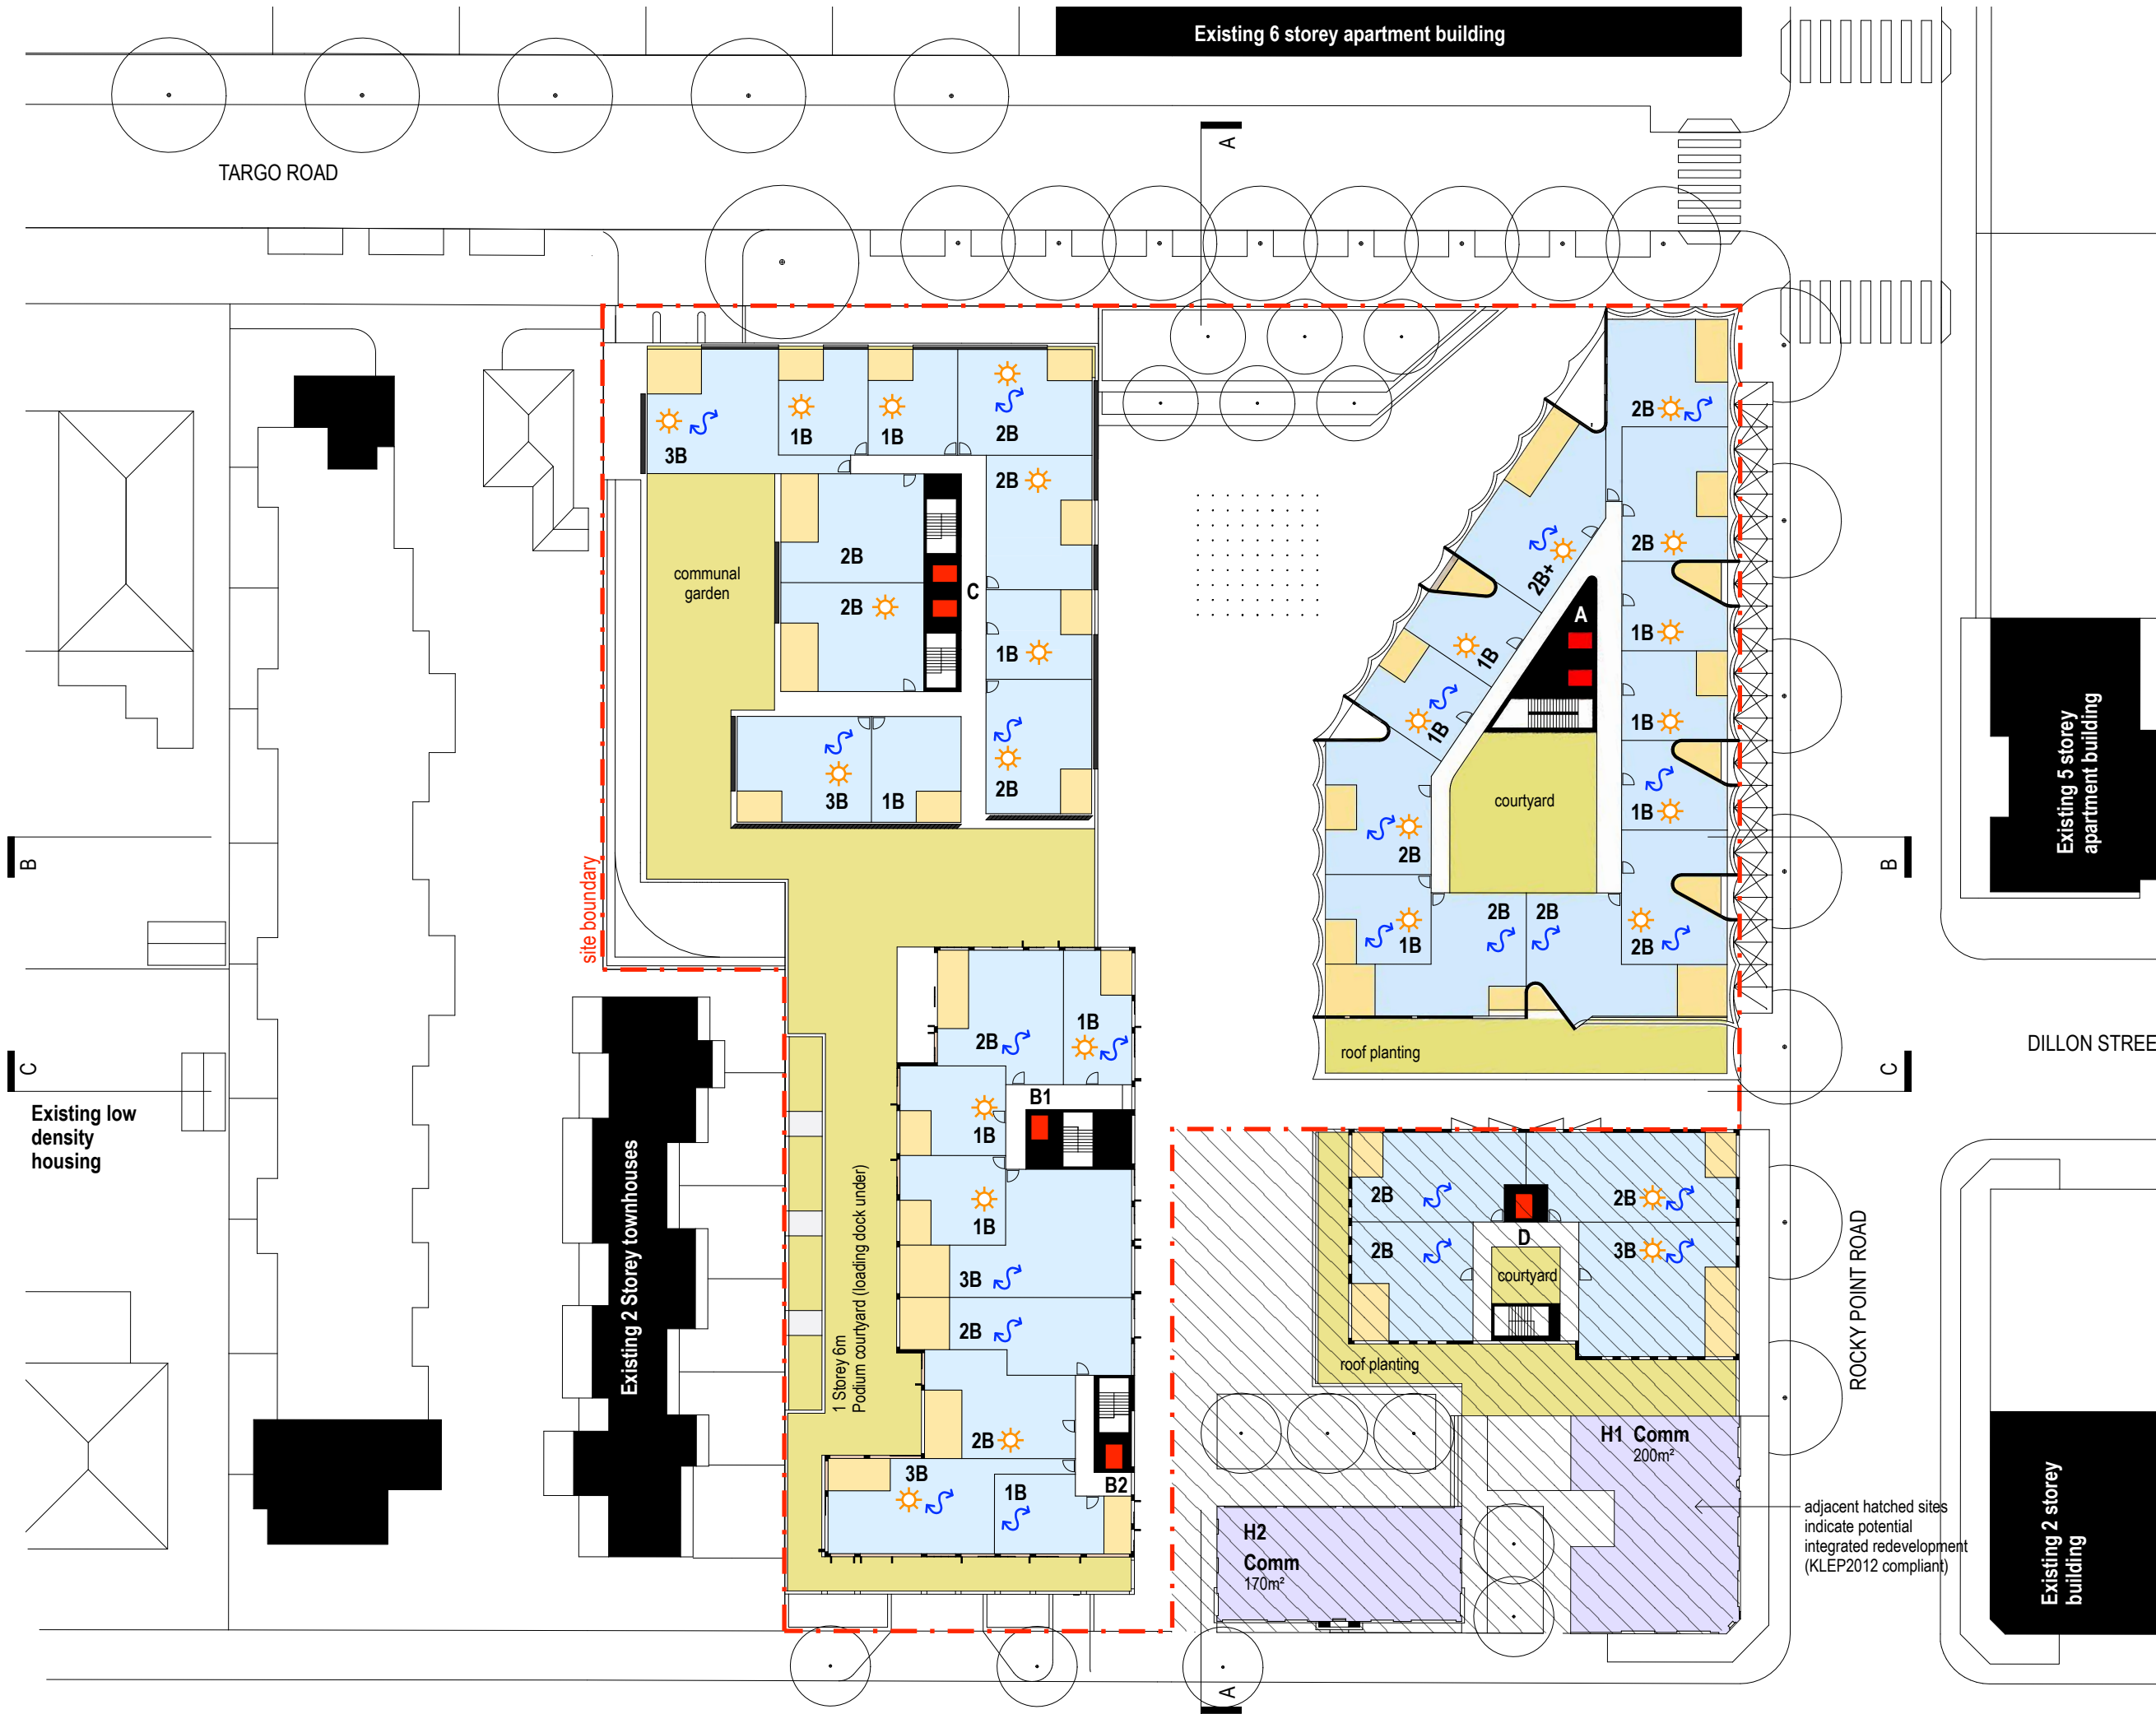 Existing 6 storey apartment building
A
TARGO ROAD
3B
1B
1B
2B
2B
2B
2B
1B
2B
3B
1B
C
communal
garden
2B
2B
2B+
1B
1B
A
1B
1B
1B
2B
1B
2B
2B
2B
courtyard
roof planting
site boundary
B
B
C
C
Existing 5 storey
apartment building
DILLON STREE
Existing low
density
housing
Existing 2 Storey townhouses
1 Storey 6m
Podium courtyard (loading dock under)
2B
1B
B1
1B
1B
3B
2B
2B
3B
1B
B2
2B
2B
2B
3B
D
courtyard
roof planting
ROCKY POINT ROAD
H1 Comm
200m²
H2
Comm
170m²
adjacent hatched sites
indicate potential
integrated redevelopment
(KLEP2012 compliant)
Existing 2 storey
building
A